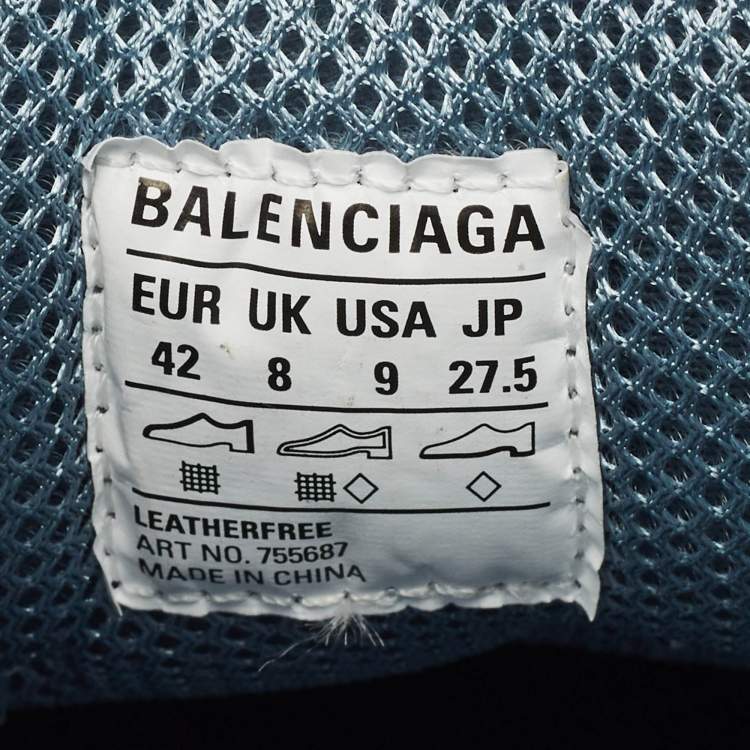 BALENCIAGA
EUR UK USA JP
42 8 9 27.5
LEATHERFREE
ART NO. 755687
MADE IN CHINA